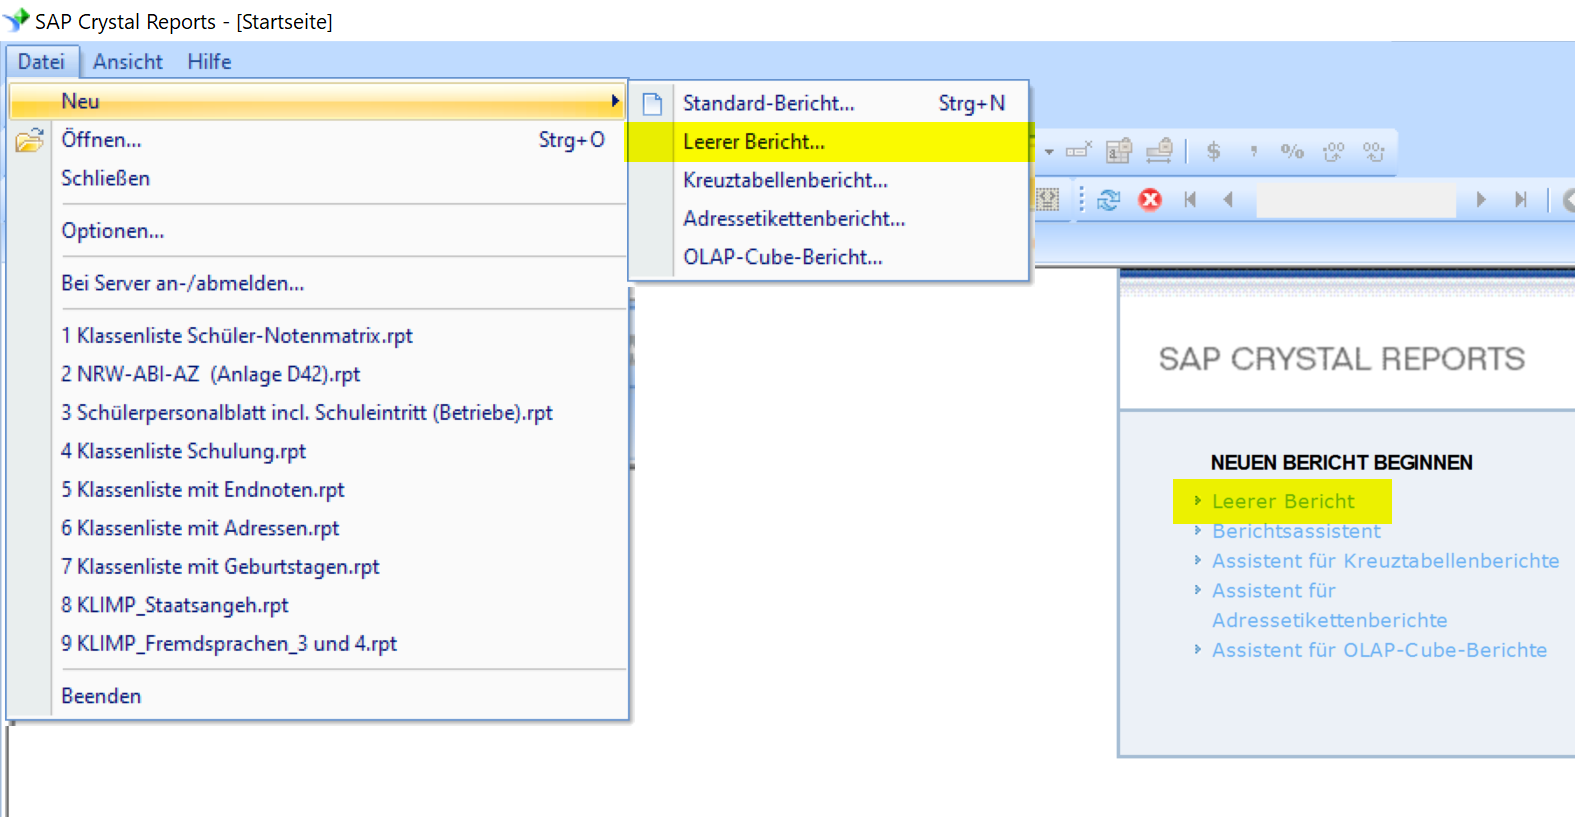 SAP Crystal Reports - [Startseite]
Datei Ansicht Hilfe
Neu
Öffnen... Strg+O
Schließen
Optionen...
Bei Server an-/abmelden...
1 Klassenliste Schüler-Notenmatrix.rpt
2 NRW-ABI-AZ (Anlage D42).rpt
3 Schülerpersonalblatt incl. Schuleintritt (Betriebe).rpt
4 Klassenliste Schulung.rpt
5 Klassenliste mit Endnoten.rpt
6 Klassenliste mit Adressen.rpt
7 Klassenliste mit Geburtstagen.rpt
8 KLIMP_Staatsangeh.rpt
9 KLIMP_Fremdsprachen_3 und 4.rpt
Beenden
Standard-Bericht... Strg+N
Leerer Bericht...
Kreuztabellenbericht...
Adressetikettenbericht...
OLAP-Cube-Bericht...
SAP CRYSTAL REPORTS
NEUEN BERICHT BEGINNEN
Leerer Bericht
Berichtsassistent
Assistent für Kreuztabellenberichte
Assistent für
Adressetikettenberichte
Assistent für OLAP-Cube-Berichte